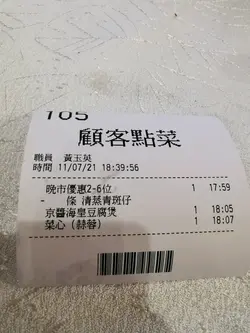 105
顧客點菜
職員 黃玉英
時間 11/07/21 18:39:56
晚市優惠2-6位 1 17:59
- 條 清蒸青斑仔
京醬海皇豆腐煲 1 18:05
菜心（蒜蓉） 1 18:07